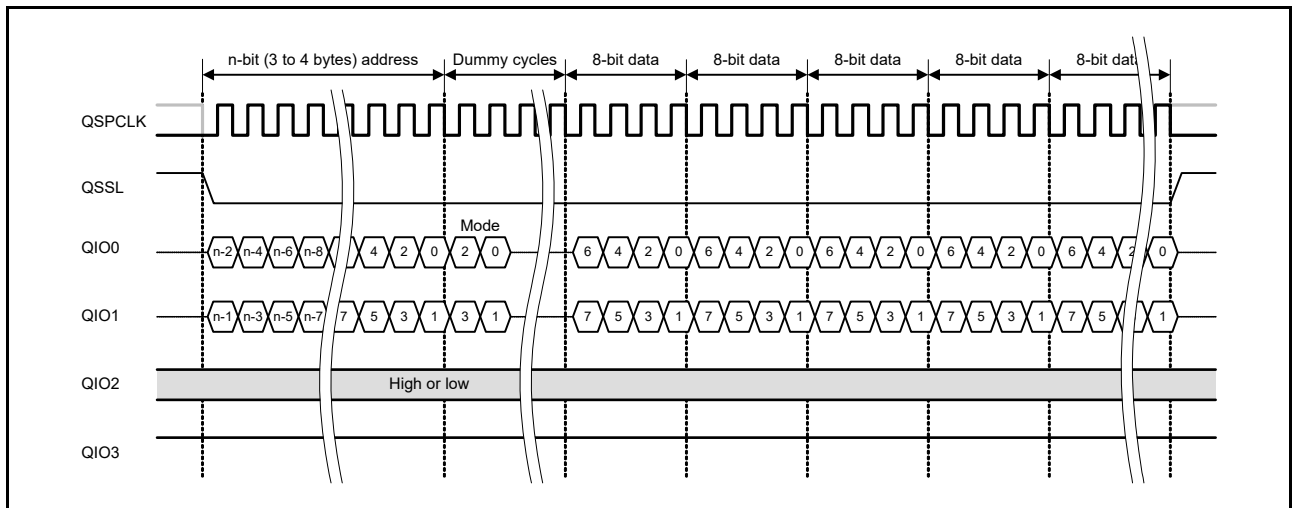 n-bit (3 to 4 bytes) address Dummy cycles 8-bit data 8-bit data 8-bit data 8-bit data 8-bit data
QSPCLK
QSSL
Mode
QIO0 n-2 n-4 n-6 n-8 4 2 0 2 0 6 4 2 0 6 4 2 0 6 4 2 0 6 4 2 0 6 4 2 0
QIO1 n-1 n-3 n-5 n-7 7 5 3 1 3 1 7 5 3 1 7 5 3 1 7 5 3 1 7 5 3 1 7 5 1
QIO2 High or low
QIO3